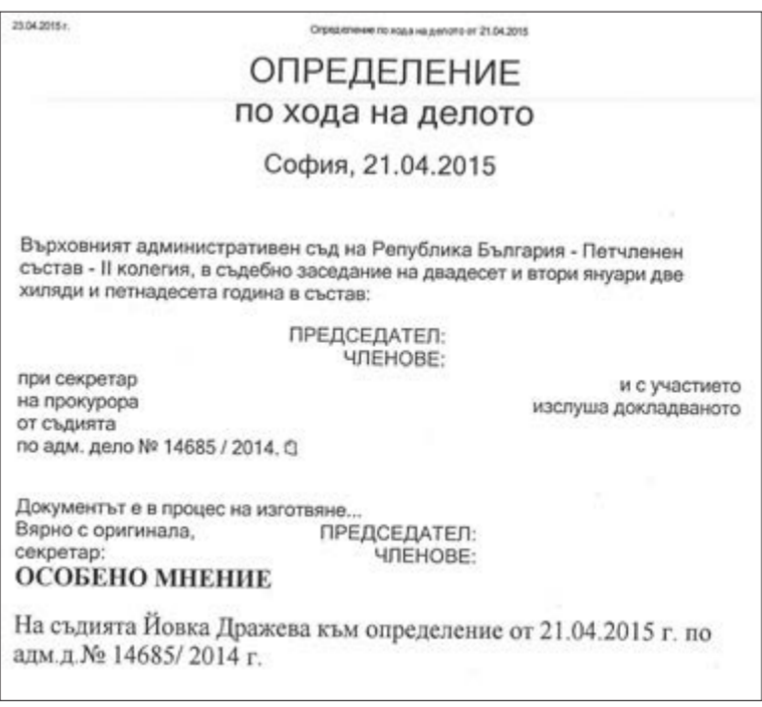 23.04.2015 г.
Определение по хода на делото от 21.04.2015
ОПРЕДЕЛЕНИЕ
по хода на делото
София, 21.04.2015
Върховният административен съд на Република България - Петчленен
състав - II колегия, в съдебно заседание на двадесет и втори януари две
хиляди и петнадесета година в състав:
ПРЕДСЕДАТЕЛ:
ЧЛЕНОВЕ:
при секретар
и с участието
на прокурора
изслуша докладваното
от съдията
по адм. дело № 14685 / 2014.
Документът е в процес на изготвяне...
Вярно с оригинала,
ПРЕДСЕДАТЕЛ:
секретар:
ЧЛЕНОВЕ:
ОСОБЕНО МНЕНИЕ
На съдията Йовка Дражева към определение от 21.04.2015 г. по
адм.д.№ 14685/ 2014 г.